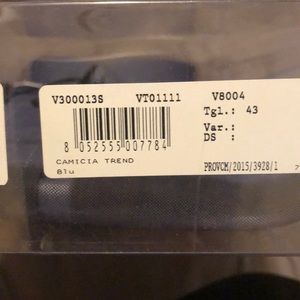 V300013S VT01111 V8004
Tgl.: 43
Var.:
DS :
8 052555 007784
CAMICIA TREND
Blu
PROVCM/2015/3928/1